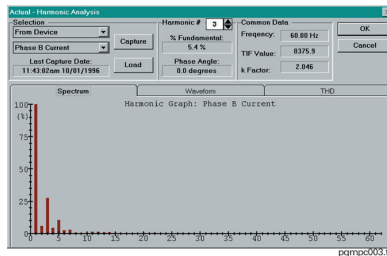 Actual - Harmonic Analysis
Selection
From Device
Phase B Current
Last Capture Date:
11:43:02am 10/01/1996
Capture
Load
Harmonic # 3
% Fundamental:
5.4 %
Phase Angle:
0.0 degrees
Common Data
Freqency: 60.00 Hz
TIF Value: 8375.9
k Factor: 2.046
OK
Cancel
Spectrum Waveform THD
Harmonic Graph: Phase B Current
100
(%)
75
50
25
0
0 5 10 15 20 25 30 35 40 45 50 55 60